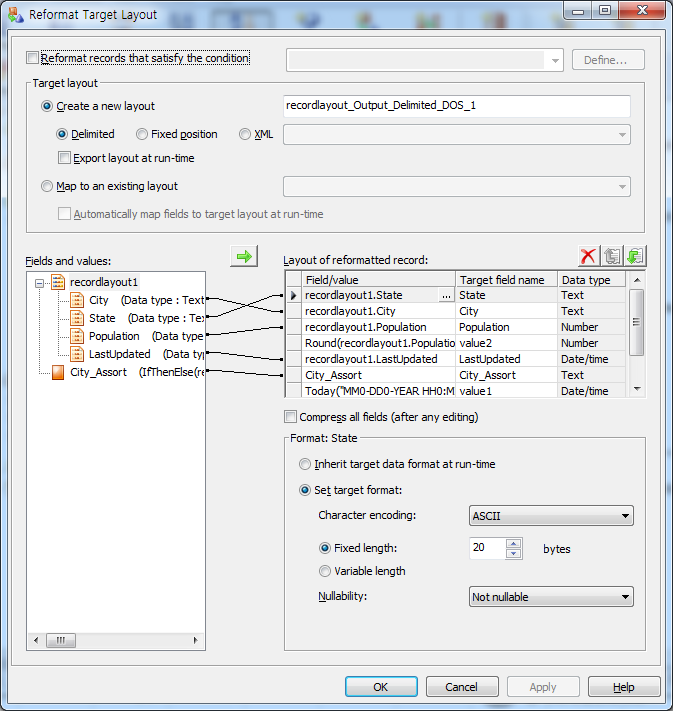 Reformat Target Layout
Reformat records that satisfy the condition
Define...
Target layout
Create a new layout
recordlayout_Output_Delimited_DOS_1
Delimited
Fixed position
XML
Export layout at run-time
Map to an existing layout
Automatically map fields to target layout at run-time
Fields and values:
recordlayout1
City (Data type : Text
State (Data type : Tex
Population (Data type
LastUpdated (Data typ
City_Assort (IfThenElse(re
Layout of reformatted record:
Field/value Target field name Data type
recordlayout1.State ... State Text
recordlayout1.City City Text
recordlayout1.Population Population Number
Round(recordlayout1.Populatio value2 Number
recordlayout1.LastUpdated LastUpdated Date/time
City_Assort City_Assort Text
Today("MM0-DD0-YEAR HH0:M value1 Date/time
Compress all fields (after any editing)
Format: State
Inherit target data format at run-time
Set target format:
Character encoding: ASCII
Fixed length: 20 bytes
Variable length
Nullability: Not nullable
OK Cancel Apply Help